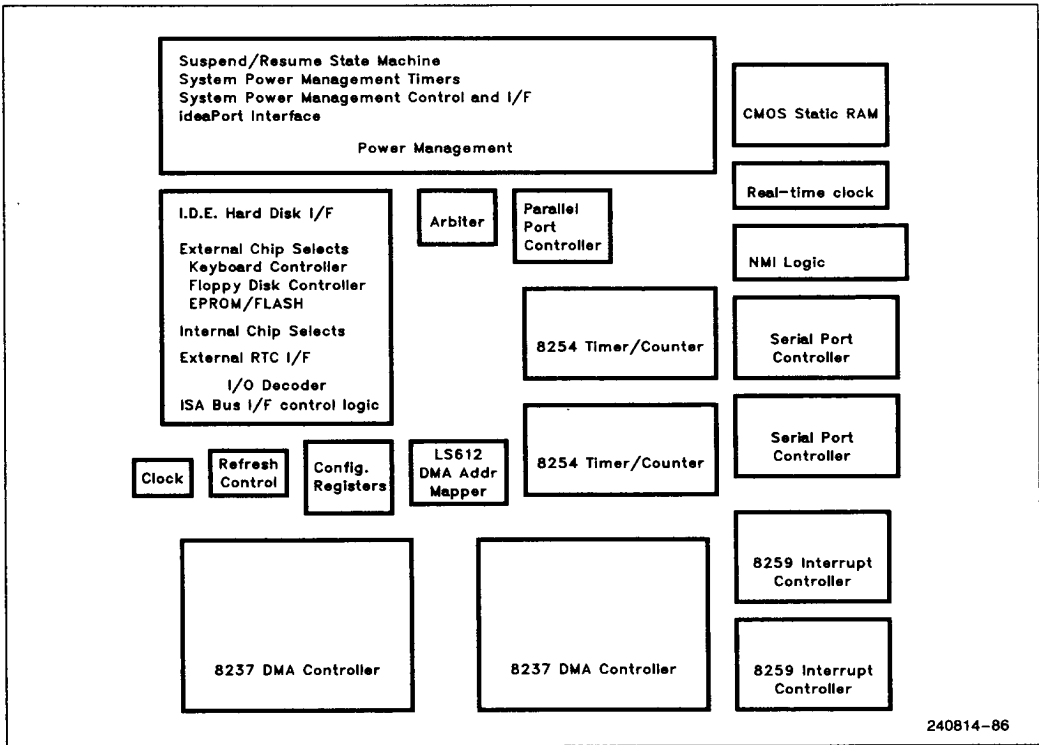 Suspend/Resume State Machine
System Power Management Timers
System Power Management Control and I/F
ideaPort Interface
Power Management
CMOS Static RAM
Real-time clock
I.D.E. Hard Disk I/F
External Chip Selects
Keyboard Controller
Floppy Disk Controller
EPROM/FLASH
Internal Chip Selects
External RTC I/F
I/O Decoder
ISA Bus I/F control logic
Arbiter
Parallel
Port
Controller
NMI Logic
8254 Timer/Counter
Serial Port
Controller
8254 Timer/Counter
Serial Port
Controller
Clock
Refresh
Control
Config.
Registers
LS612
DMA Addr
Mapper
8237 DMA Controller
8237 DMA Controller
8259 Interrupt
Controller
8259 Interrupt
Controller
240814-86